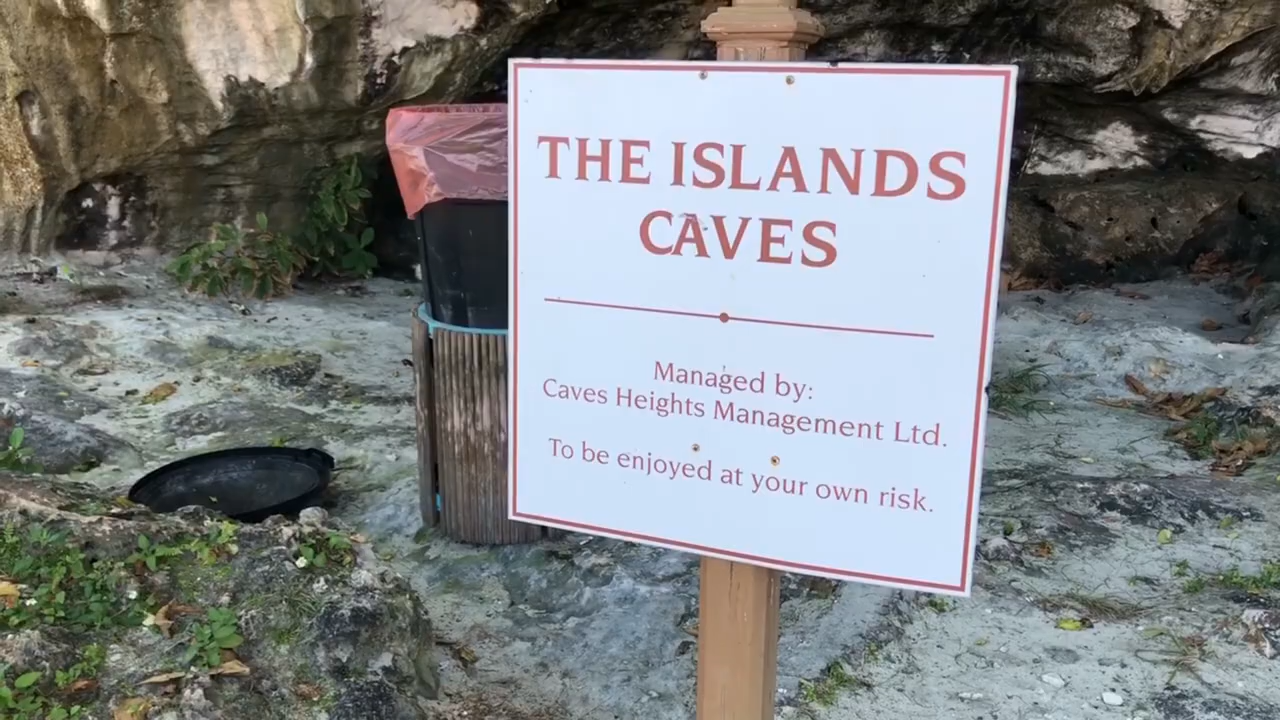 THE ISLANDS
CAVES
Managed by:
Caves Heights Management Ltd.
To be enjoyed at your own risk.